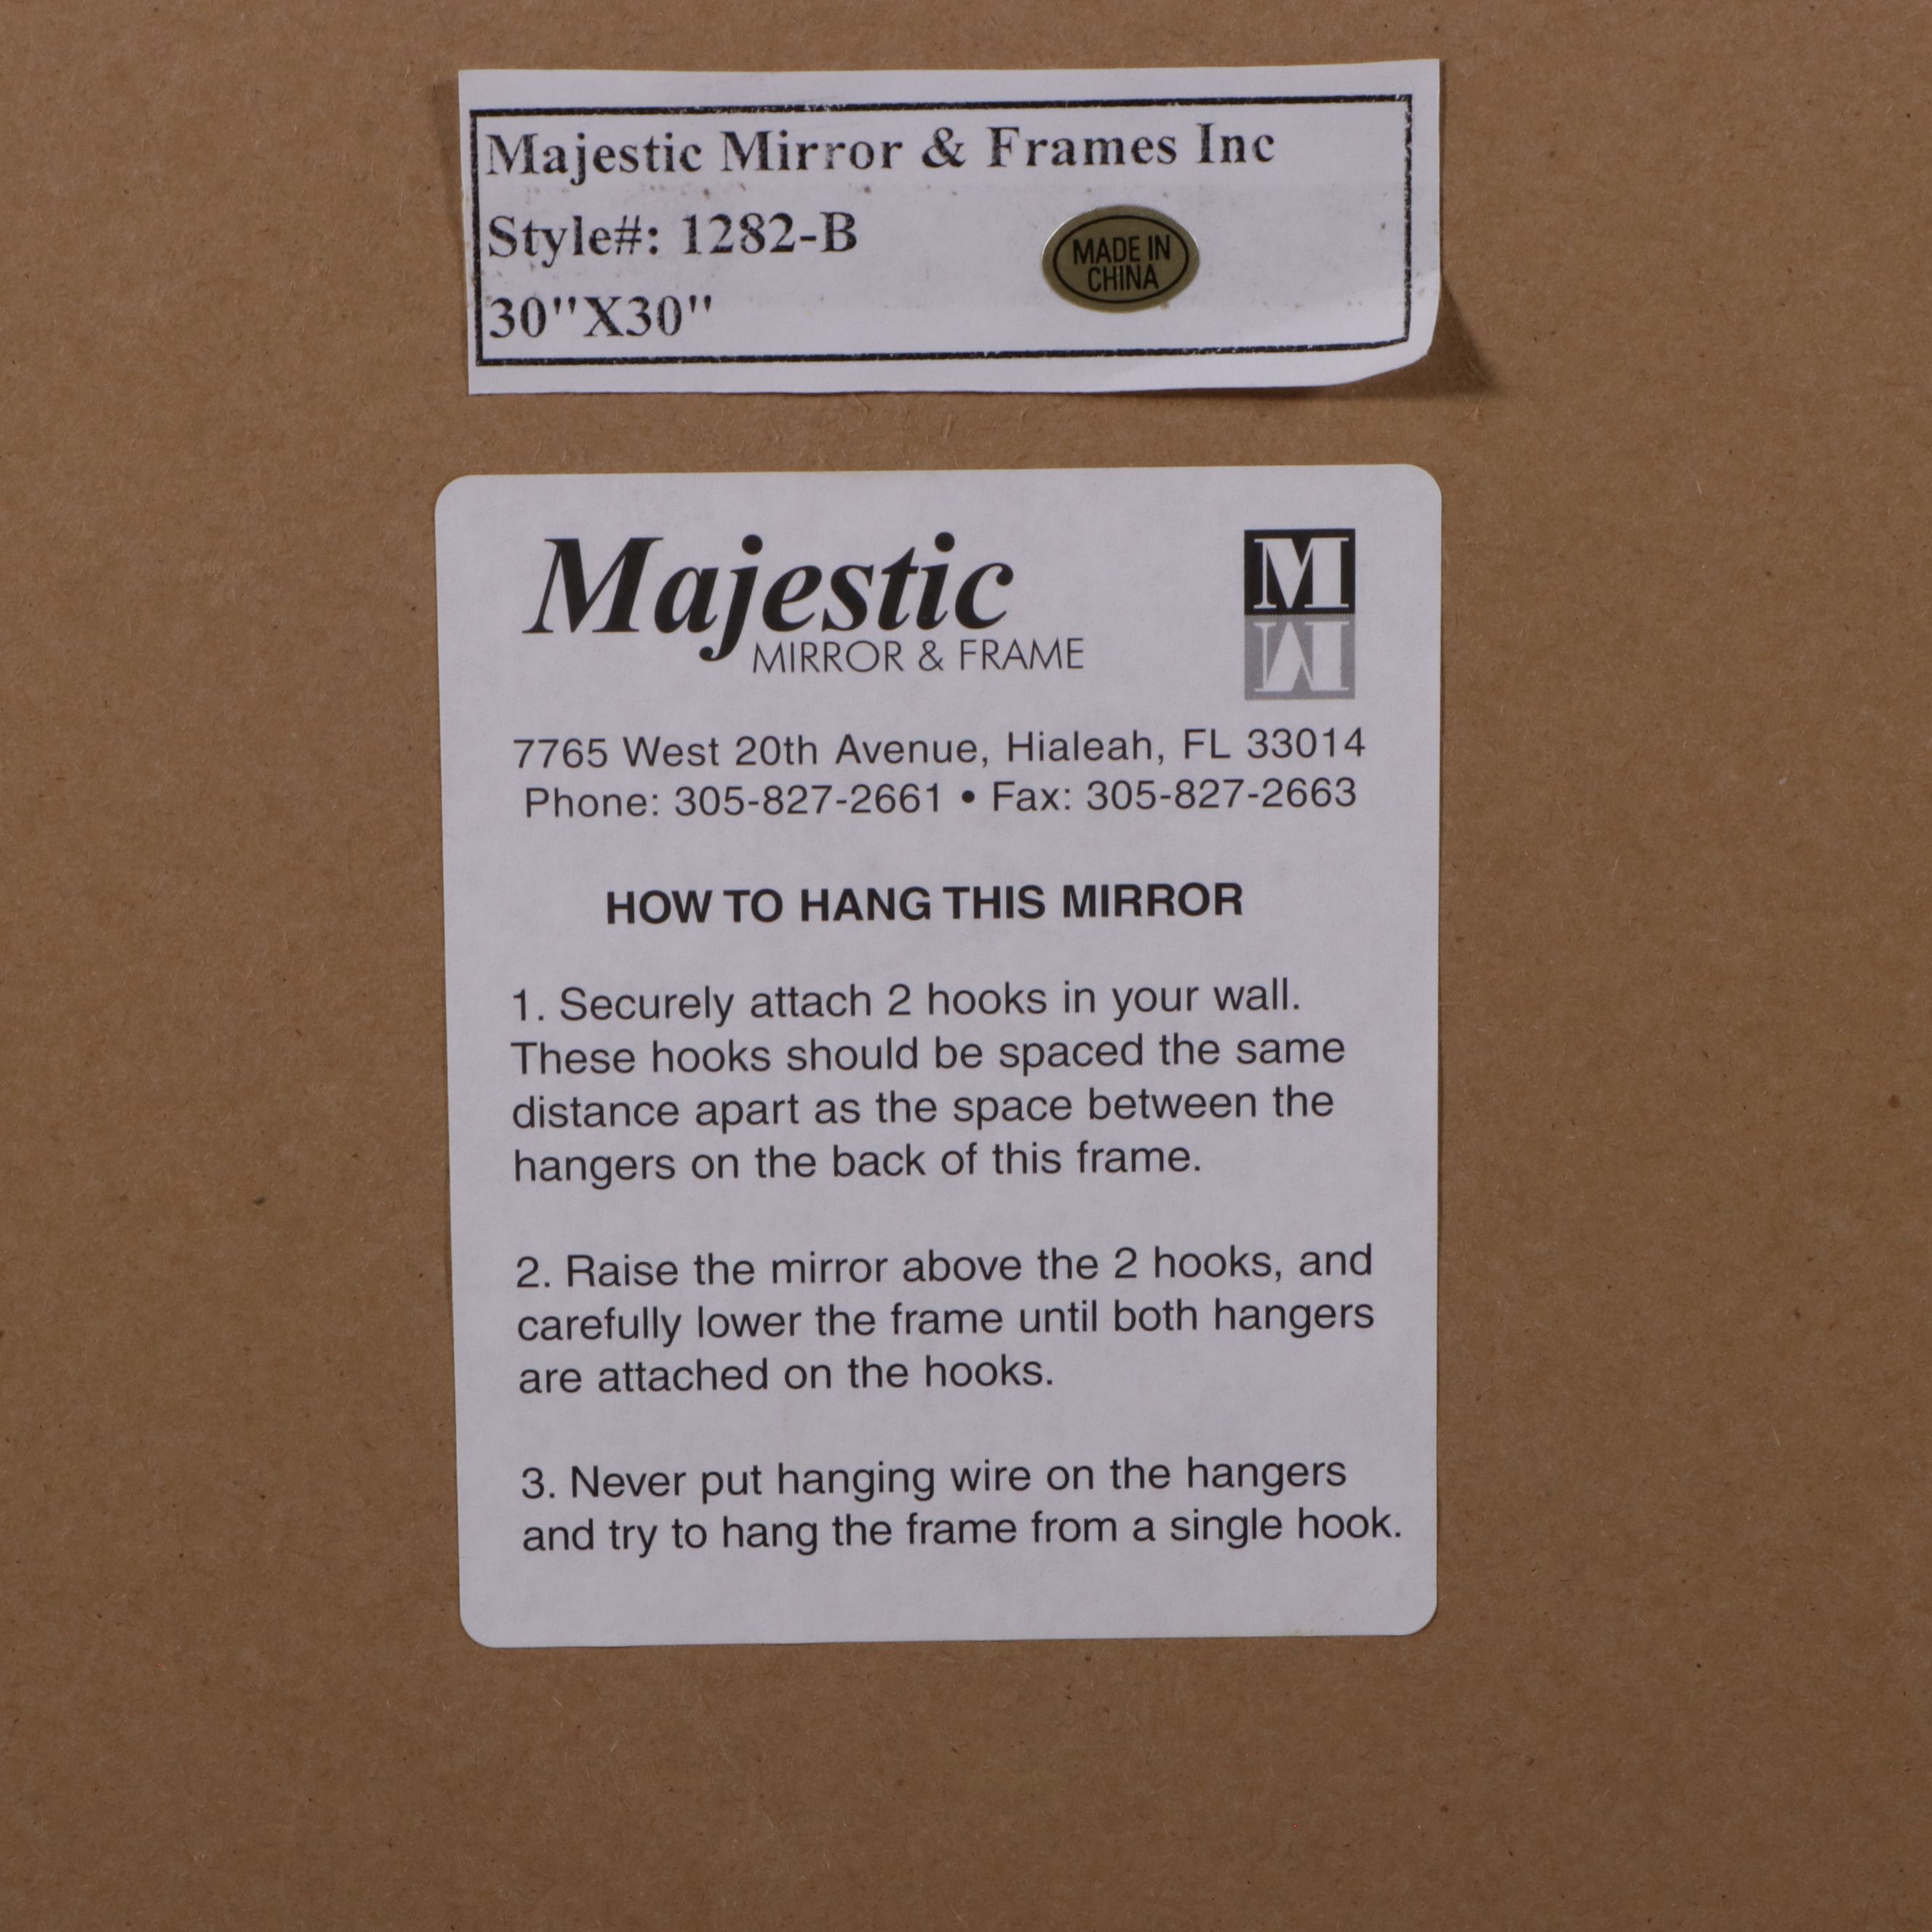 Majestic Mirror & Frames Inc
Style#: 1282-B
30"X30"
MADE IN
CHINA
Majestic
MIRROR & FRAME
M
M
7765 West 20th Avenue, Hialeah, FL 33014
Phone: 305-827-2661 • Fax: 305-827-2663
HOW TO HANG THIS MIRROR
1. Securely attach 2 hooks in your wall.
These hooks should be spaced the same
distance apart as the space between the
hangers on the back of this frame.
2. Raise the mirror above the 2 hooks, and
carefully lower the frame until both hangers
are attached on the hooks.
3. Never put hanging wire on the hangers
and try to hang the frame from a single hook.